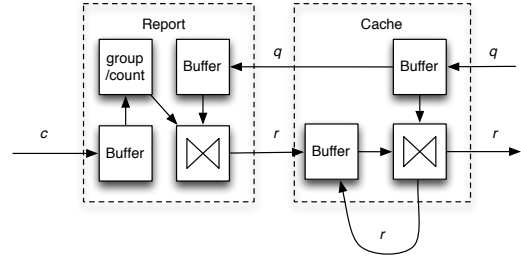 Report
Cache
group
/count
Buffer
q
Buffer
q
c
Buffer
r
Buffer
r
r